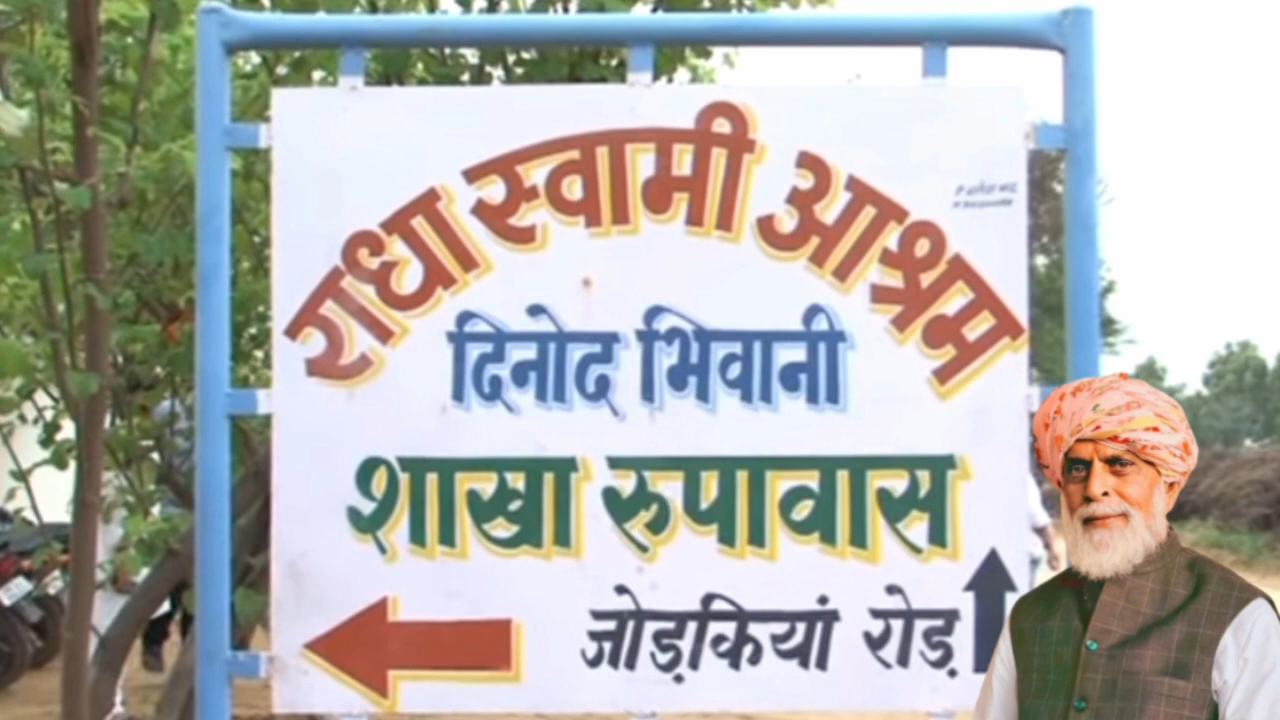 राधा स्वामी आश्रम
दिनोद भिवानी
शाखा रुपावास
जोड़कियां रोड़